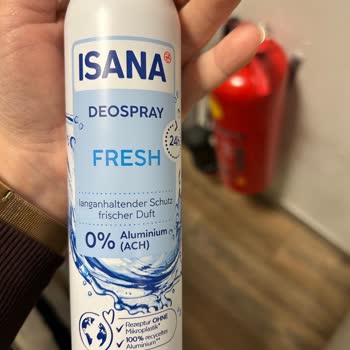 ISANA
DEOSPRAY
24h
FRESH
langanhaltender Schutz
frischer Duft
0% Aluminium
(ACH)
Rezeptur OHNE
Mikroplastik*
100% recyceltes
Aluminium**